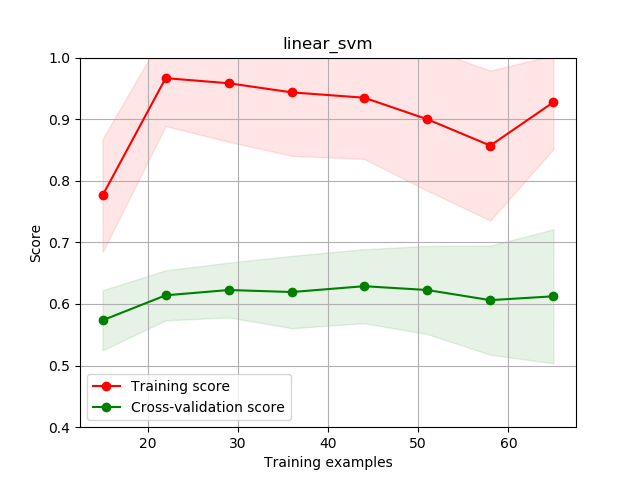 linear_svm
1.0
0.9
0.8
0.7
0.6
0.5
0.4
Score
Training score
Cross-validation score
20 30 40 50 60
Training examples